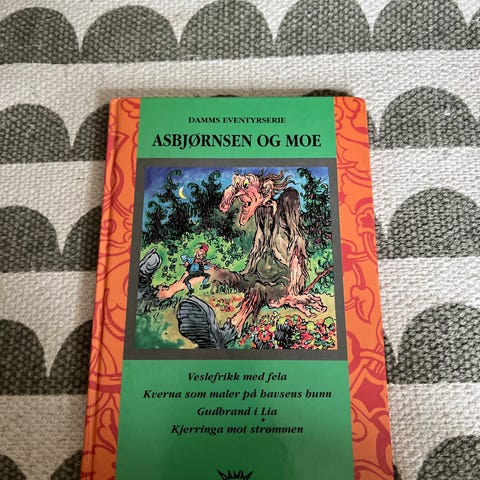 DAMMS EVENTYRSERIE
ASBJØRNSEN OG MOE
Veslefrikk med fela
Kverna som maler på havsens bunn
Gudbrand i Lia
Kjerringa mot strømmen
DAMM